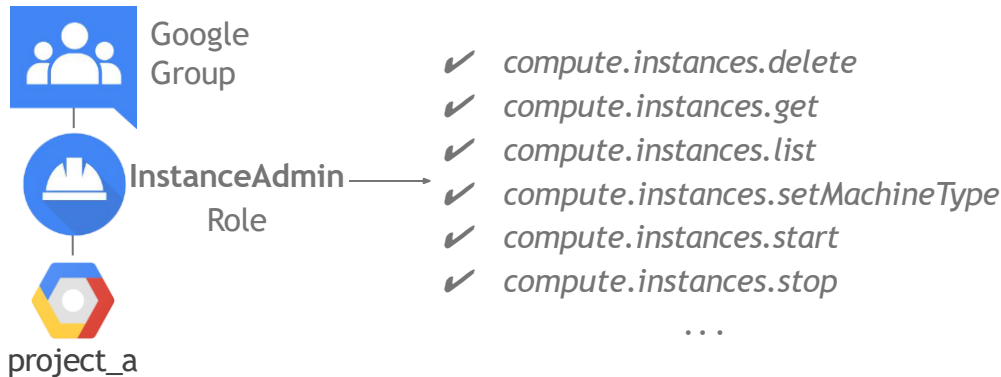 Google
Group
InstanceAdmin
Role
project_a
✔ compute.instances.delete
✔ compute.instances.get
✔ compute.instances.list
✔ compute.instances.setMachineType
✔ compute.instances.start
✔ compute.instances.stop
...